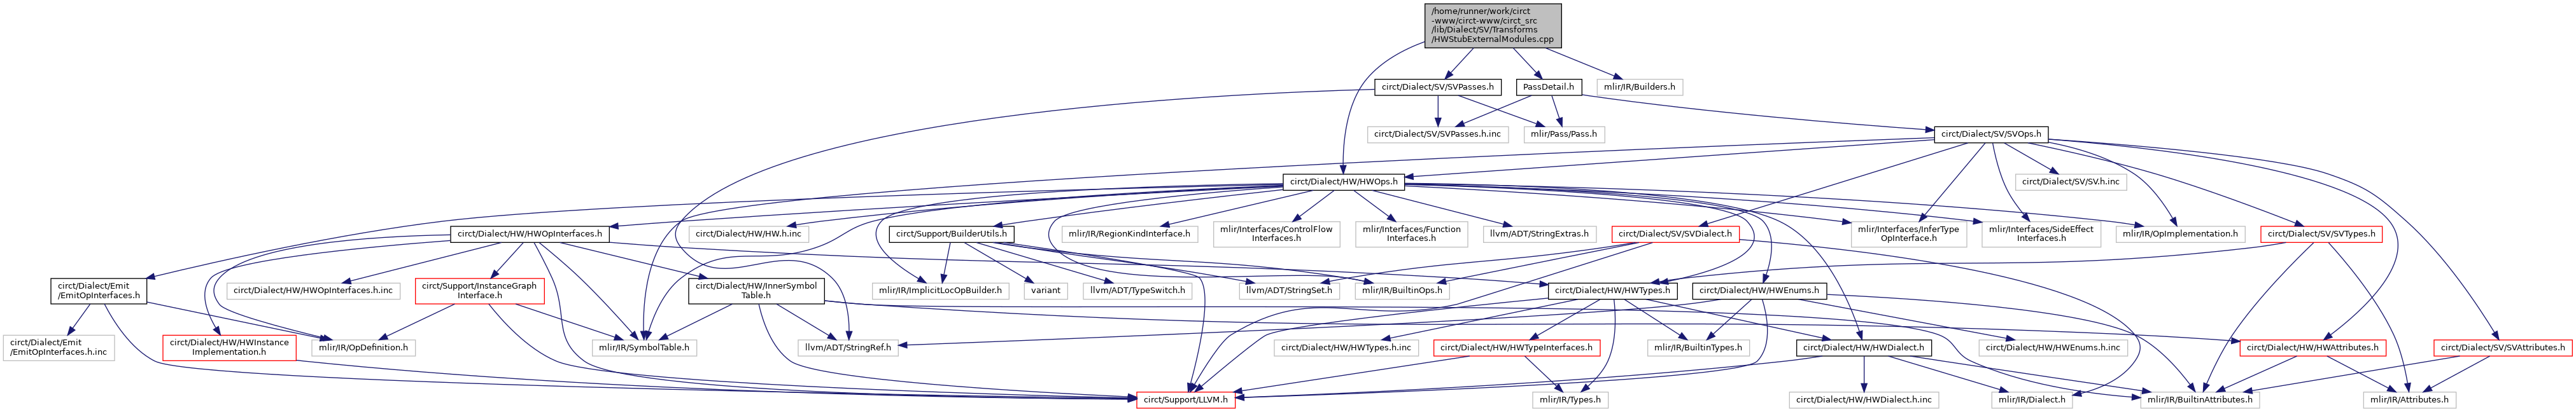 /home/runner/work/circt
-www/circt-www/circt_src
/lib/Dialect/SV/Transforms
/HWStubExternalModules.cpp
circt/Dialect/SV/SVPasses.h
PassDetail.h
mlir/IR/Builders.h
circt/Dialect/SV/SVPasses.h.inc
mlir/Pass/Pass.h
circt/Dialect/SV/SVOps.h
circt/Dialect/HW/HWOps.h
circt/Dialect/SV/SV.h.inc
circt/Dialect/HW/HWOpInterfaces.h
circt/Dialect/HW/HW.h.inc
circt/Support/BuilderUtils.h
mlir/IR/RegionKindInterface.h
mlir/Interfaces/ControlFlow
Interfaces.h
mlir/Interfaces/Function
Interfaces.h
llvm/ADT/StringExtras.h
circt/Dialect/SV/SVDialect.h
mlir/Interfaces/InferType
OpInterface.h
mlir/Interfaces/SideEffect
Interfaces.h
mlir/IR/OpImplementation.h
circt/Dialect/SV/SVTypes.h
circt/Dialect/Emit
/EmitOpInterfaces.h
circt/Dialect/HW/HWOpInterfaces.h.inc
circt/Support/InstanceGraph
Interface.h
circt/Dialect/HW/InnerSymbol
Table.h
mlir/IR/ImplicitLocOpBuilder.h
variant
llvm/ADT/TypeSwitch.h
llvm/ADT/StringSet.h
mlir/IR/BuiltinOps.h
circt/Dialect/HW/HWTypes.h
circt/Dialect/HW/HWEnums.h
circt/Dialect/Emit
/EmitOpInterfaces.h.inc
circt/Dialect/HW/HWInstance
Implementation.h
mlir/IR/OpDefinition.h
mlir/IR/SymbolTable.h
llvm/ADT/StringRef.h
circt/Dialect/HW/HWTypes.h.inc
circt/Dialect/HW/HWTypeInterfaces.h
mlir/IR/BuiltinTypes.h
circt/Dialect/HW/HWDialect.h
circt/Dialect/HW/HWEnums.h.inc
circt/Dialect/HW/HWAttributes.h
circt/Dialect/SV/SVAttributes.h
circt/Support/LLVM.h
mlir/IR/Types.h
circt/Dialect/HW/HWDialect.h.inc
mlir/IR/Dialect.h
mlir/IR/BuiltinAttributes.h
mlir/IR/Attributes.h